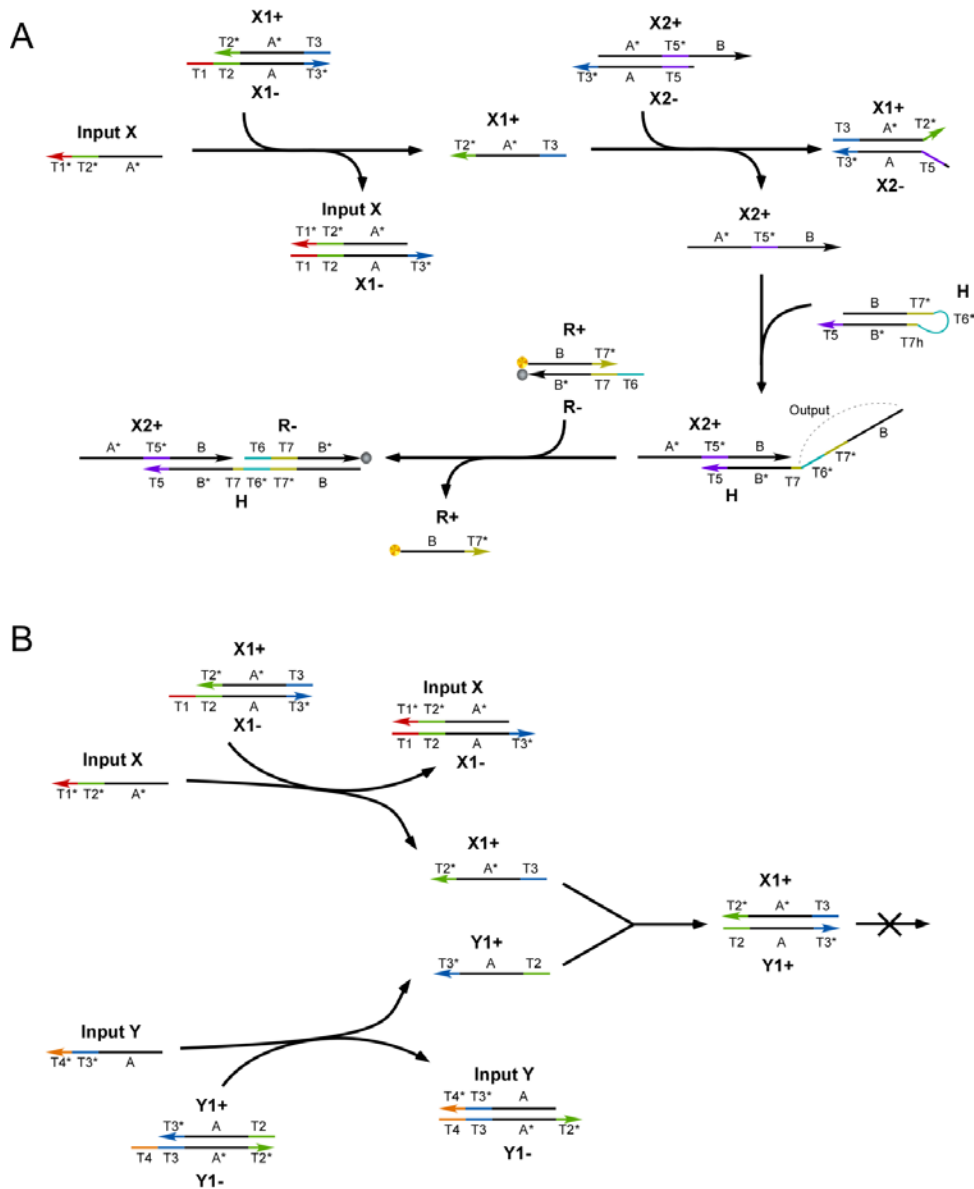 A
X1+
T2* A* T3
T1 T2 A T3*
X1-
Input X
T1* T2* A*
X1+
T2* A* T3
Input X
T1* T2* A*
T1 T2 A T3*
X1-
X2+
A* T5* B
T3* A T5
X2-
X1+
T3 A* T2*
T3* A T5
X2-
X2+
A* T5* B
H
B T7*
T6*
T5 B* T7h
R+
B T7*
B* T7 T6
R-
Output
X2+
A* T5* B
B
T7*
T6*
T5 B* T7
H
X2+ R-
A* T5* B T6 T7 B*
T5 B* T7 T6* T7* B
H
R+
B T7*
B
X1+
T2* A* T3
T1 T2 A T3*
X1-
Input X
T1* T2* A*
T1 T2 A T3*
X1-
Input X
T1* T2* A*
X1+
T2* A* T3
Y1+
T3* A T2
X1+
T2* A* T3
T2 A T3*
Y1+
Input Y
T4* T3* A
Y1+
T3* A T2
T4 T3 A* T2*
Y1-
Input Y
T4* T3* A
T4 T3 A* T2*
Y1-